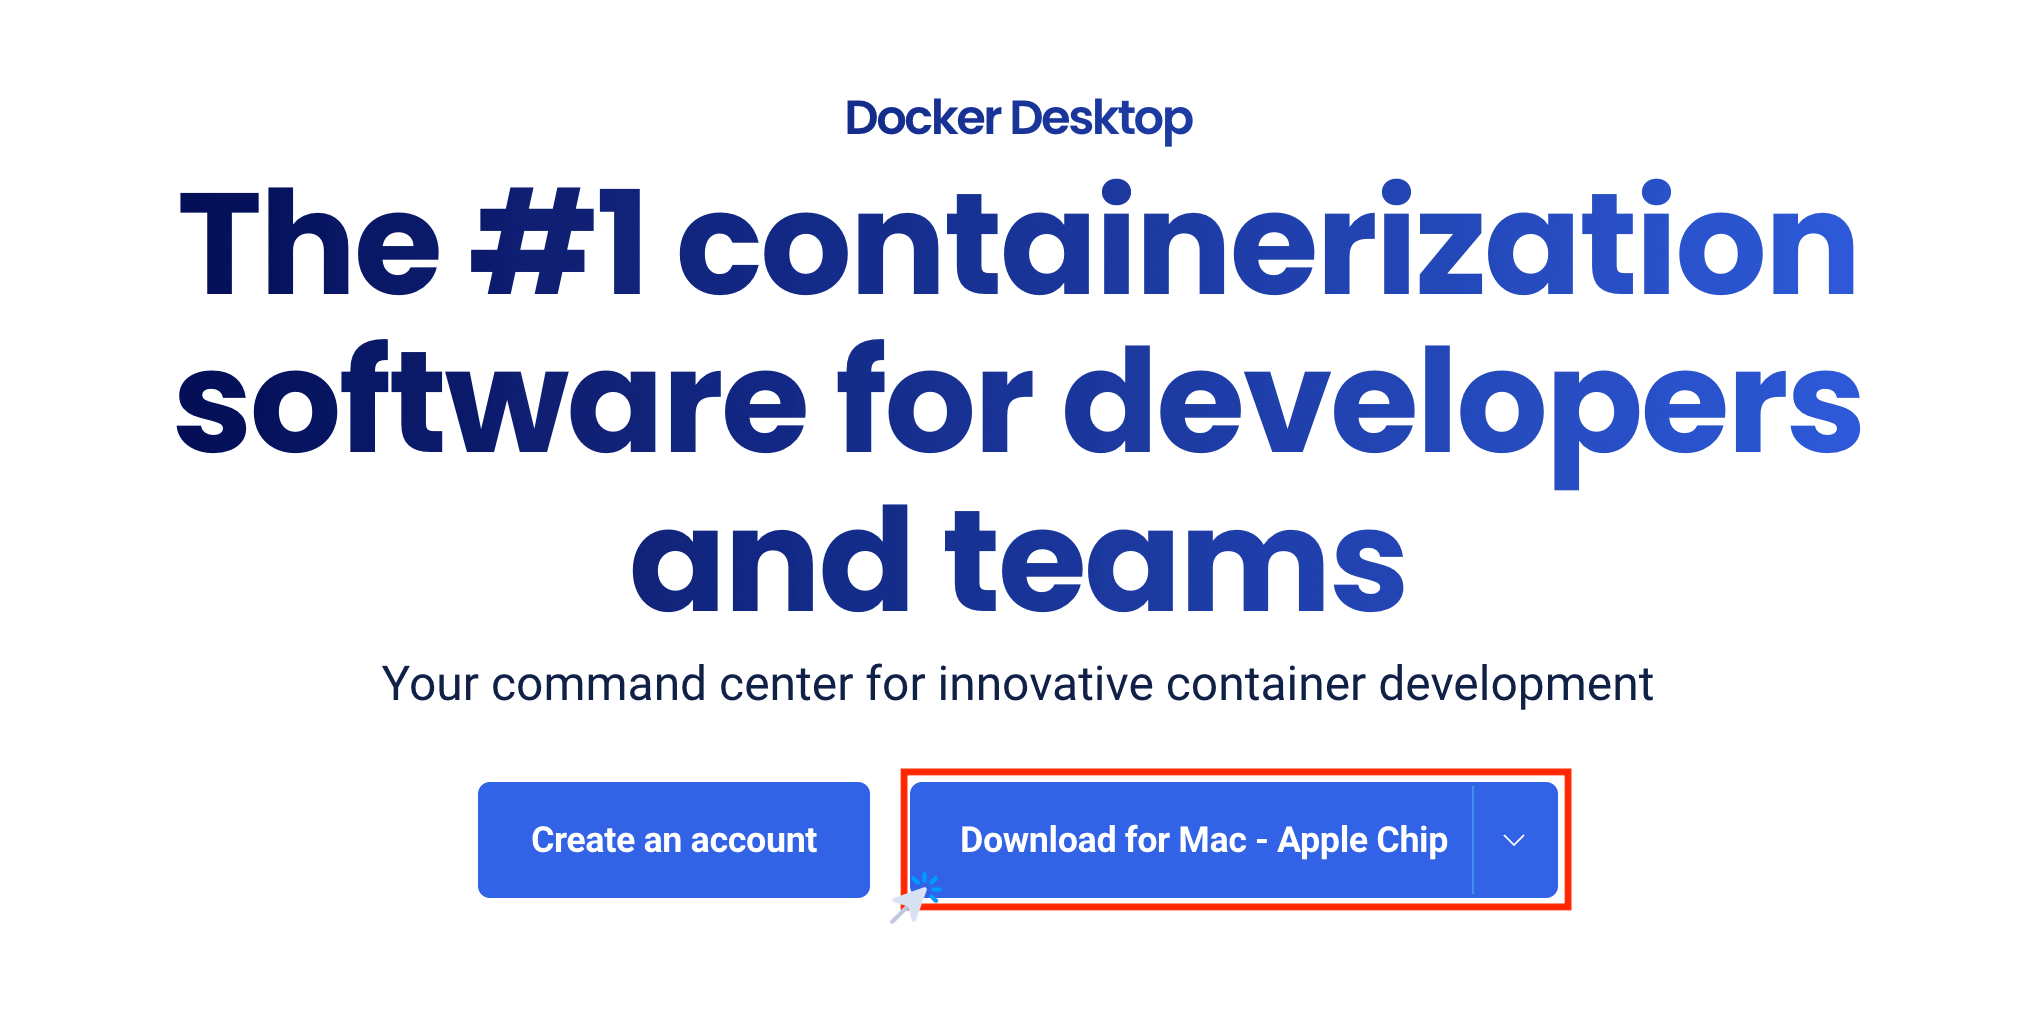 Docker Desktop
The #1 containerization
software for developers
and teams
Your command center for innovative container development
Create an account
Download for Mac - Apple Chip